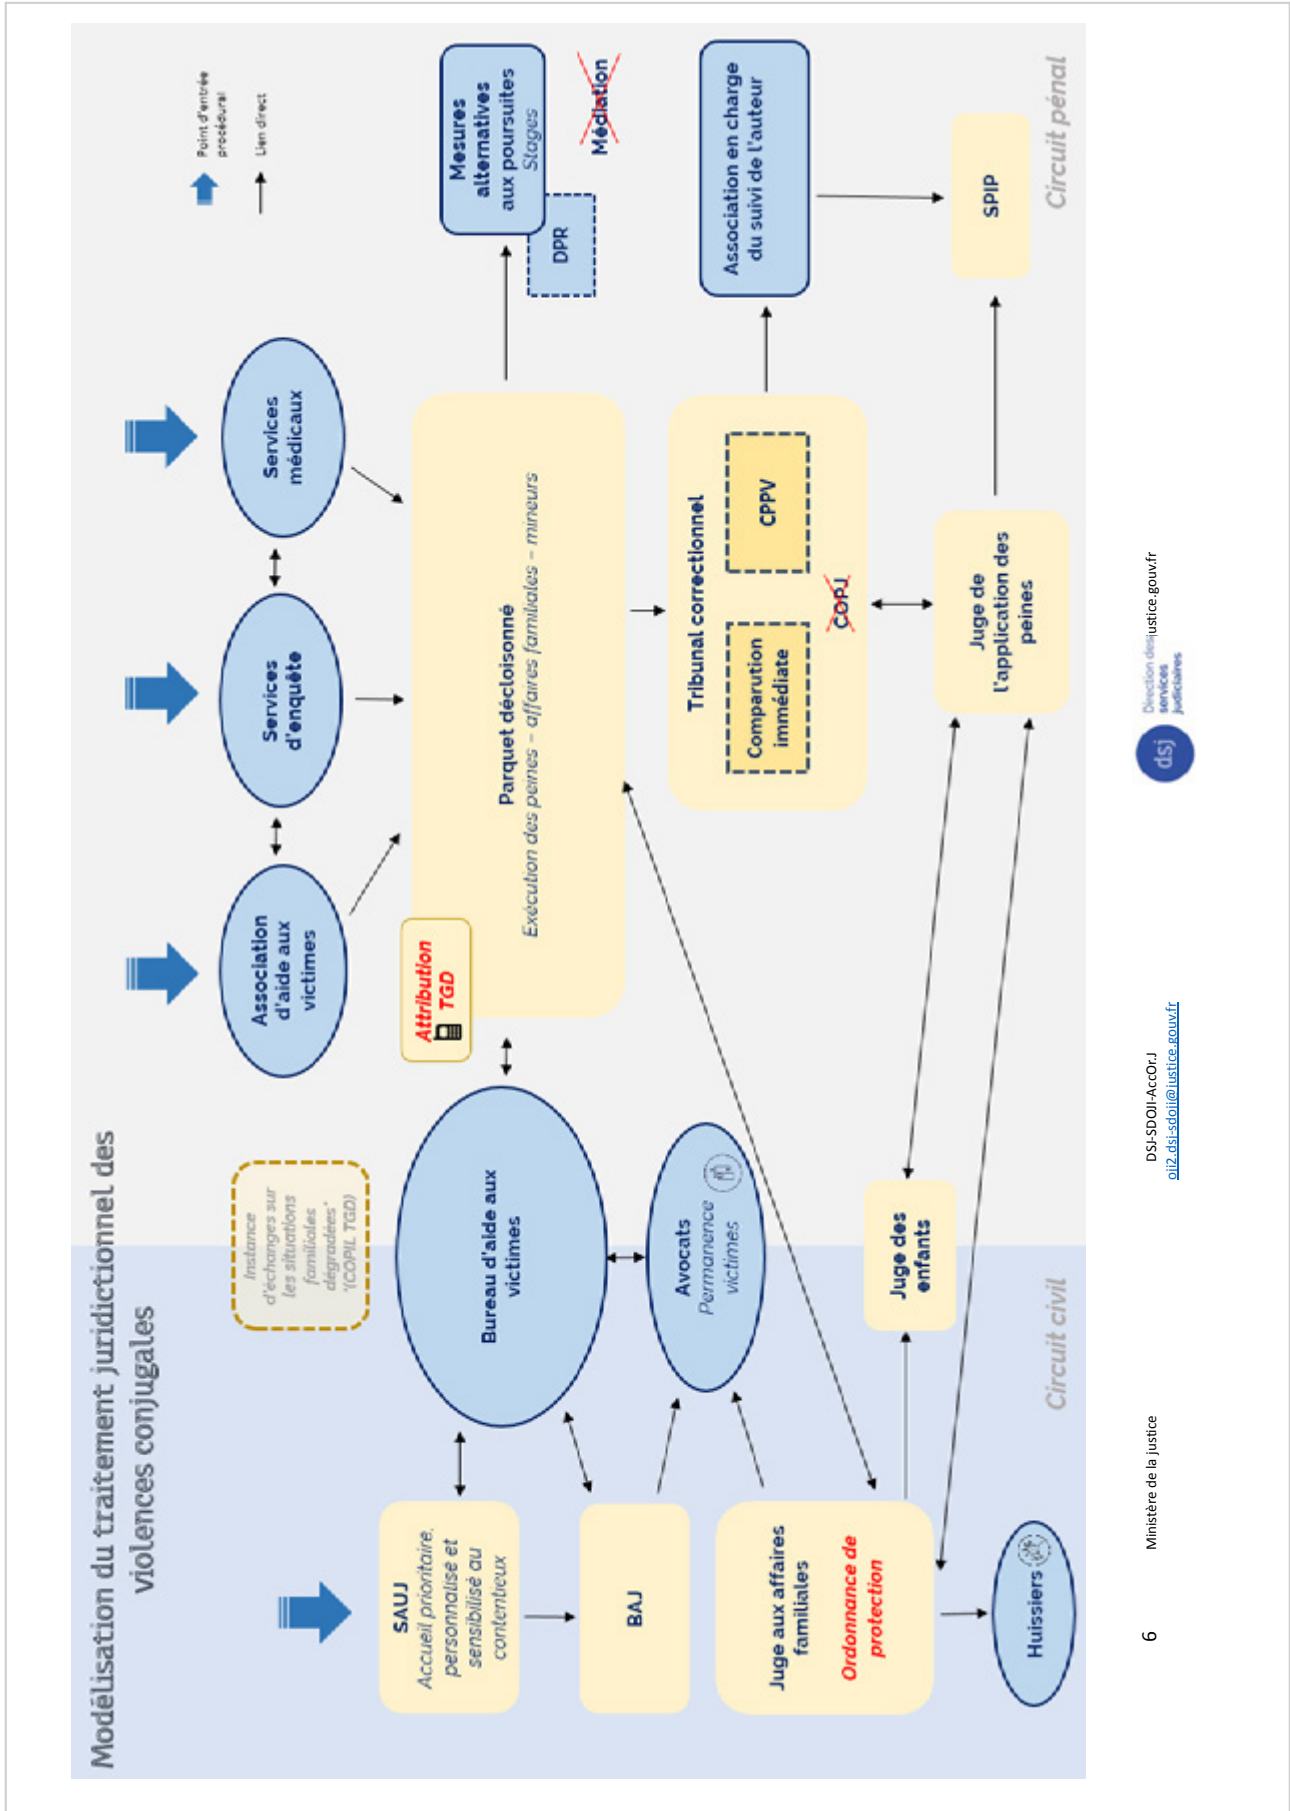 Modélisation du traitement juridictionnel des
violences conjugales
Point d'entrée
procédural
Lien direct
Instance
d'échanges sur
les situations
familiales
dégradées"
"(COPIL TGD)
Association
d'aide aux
victimes
Services
d'enquête
Services
médicaux
SAUJ
Accueil prioritaire,
personnalisé et
sensibilisé au
contentieux
Bureau d'aide aux
victimes
Attribution
TGD
Parquet décloisonné
Exécution des peines – affaires familiales – mineurs
Mesures
alternatives
aux poursuites
Stages
DPR
Médiation
BAJ
Avocats
Permanence
victimes
Tribunal correctionnel
Comparution
immédiate
CPPV
COPJ
Association en charge
du suivi de l'auteur
Juge aux affaires
familiales
Ordonnance de
protection
Juge des
enfants
Juge de
l'application des
peines
SPIP
Huissiers
Circuit civil
Circuit pénal
6
Ministère de la justice
DSJ-SDOJI-AccOr.J
oji2.dsj-sdoji@justice.gouv.fr
dsj
Direction des
services
judiciaires
justice.gouv.fr